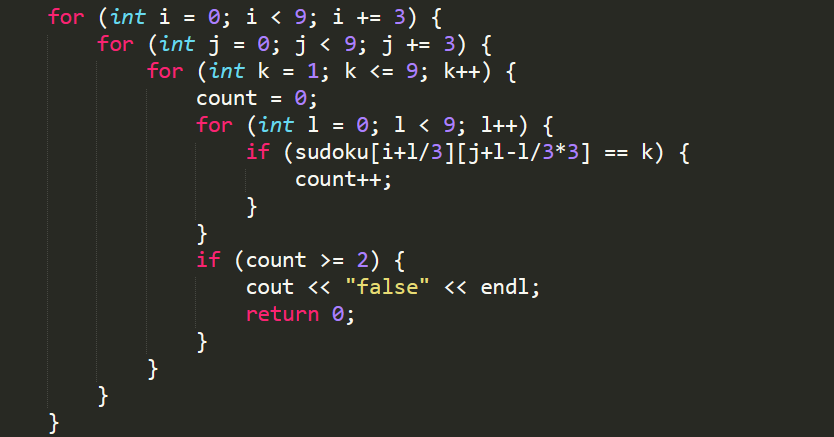 for (int i = 0; i < 9; i += 3) {
    for (int j = 0; j < 9; j += 3) {
        for (int k = 1; k <= 9; k++) {
            count = 0;
            for (int l = 0; l < 9; l++) {
                if (sudoku[i+l/3][j+l-l/3*3] == k) {
                    count++;
                }
            }
            if (count >= 2) {
                cout << "false" << endl;
                return 0;
            }
        }
    }
}